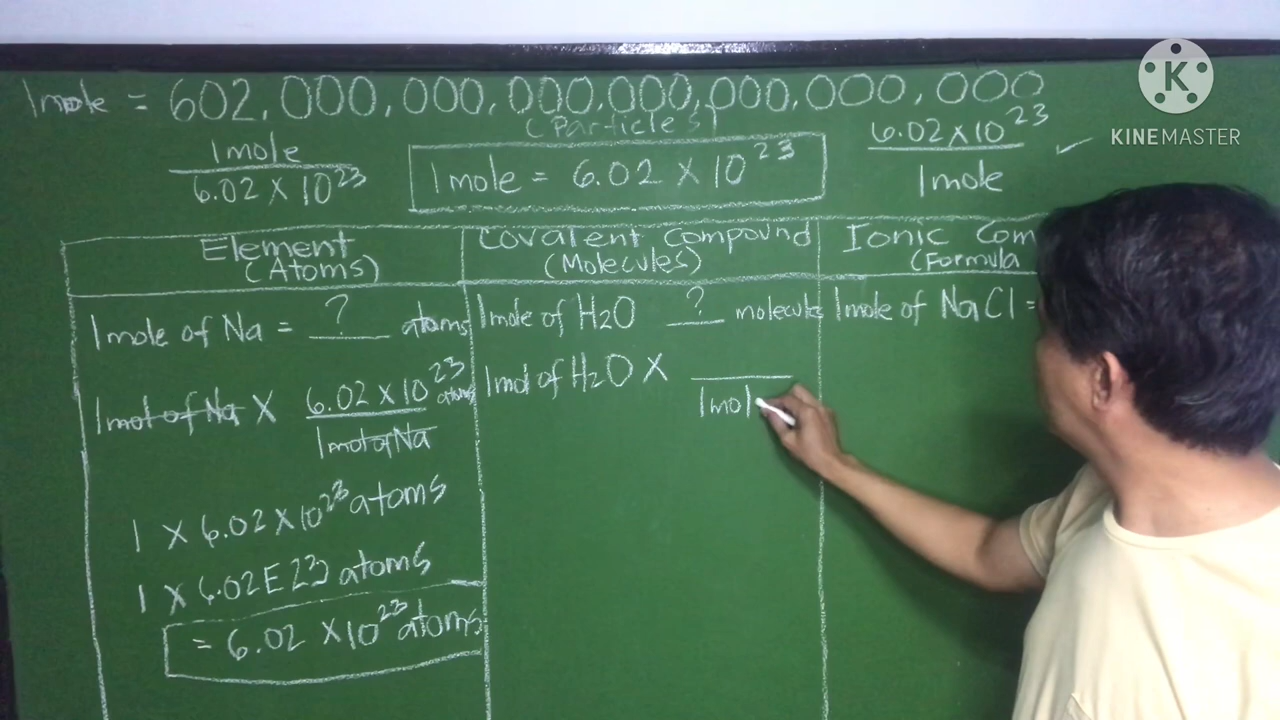 1mole = 602,000,000,000,000,000,000,000
(Particles)
1mole
6.02 X 10²³
1mole = 6.02 X 10²³
6.02 X 10²³ ✓
1mole
KINEMASTER
Element
(Atoms)
1mole of Na = ? atoms
1mol of Na X 6.02 X 10²³ atoms
1mol of Na
1 X 6.02 X 10²³ atoms
1 X 6.02E23 atoms
= 6.02 X 10²³ atoms
Covalent Compound
(Molecules)
1mole of H2O ? molecules
1mol of H2O X
1mol
Ionic Com
(Formula
1mole of NaCl =